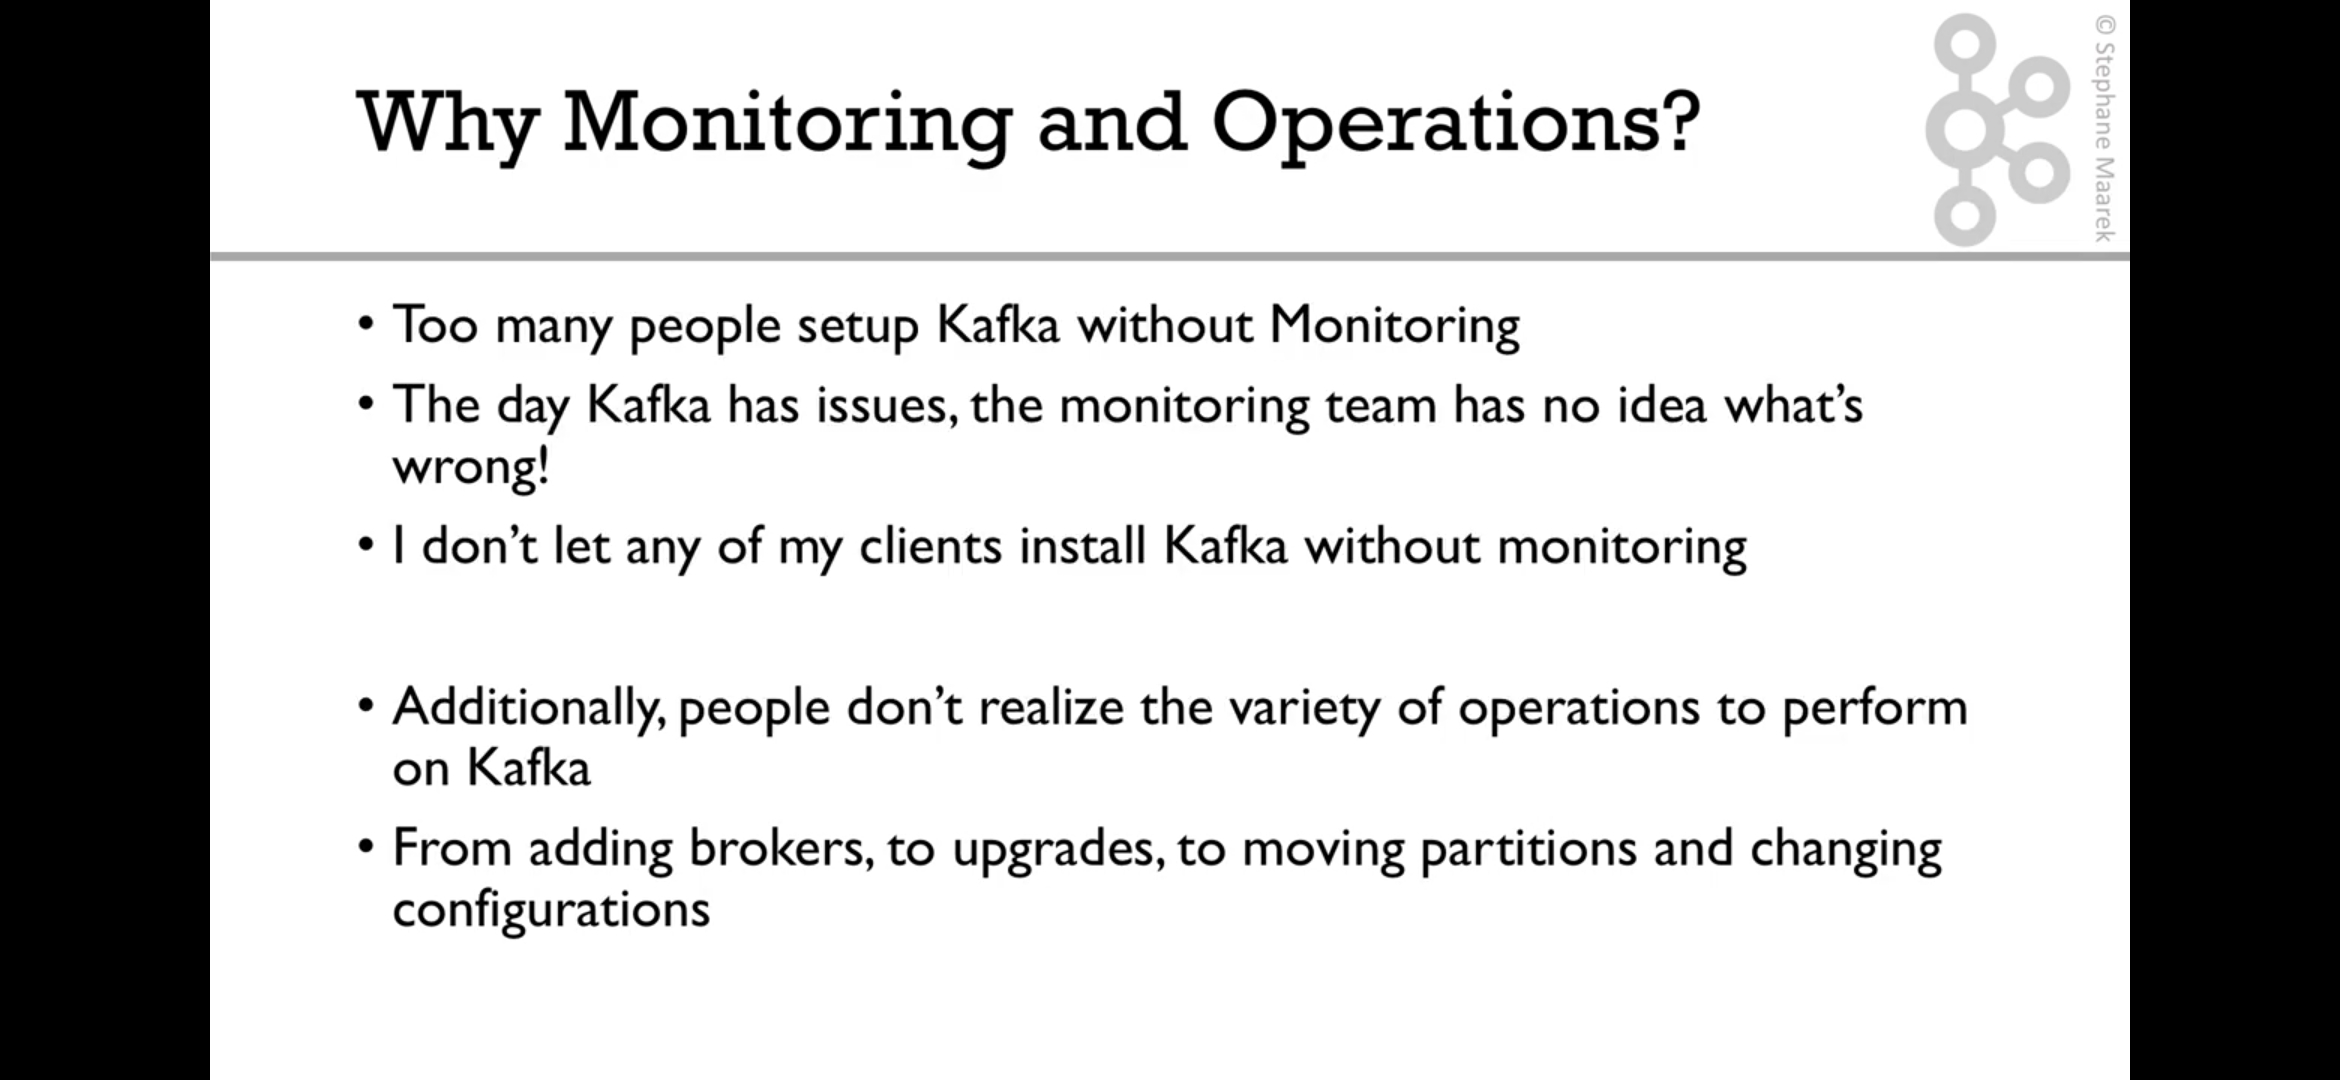 Why Monitoring and Operations?
© Stephane Maarek
• Too many people setup Kafka without Monitoring
• The day Kafka has issues, the monitoring team has no idea what’s
wrong!
• I don’t let any of my clients install Kafka without monitoring
• Additionally, people don’t realize the variety of operations to perform
on Kafka
• From adding brokers, to upgrades, to moving partitions and changing
configurations